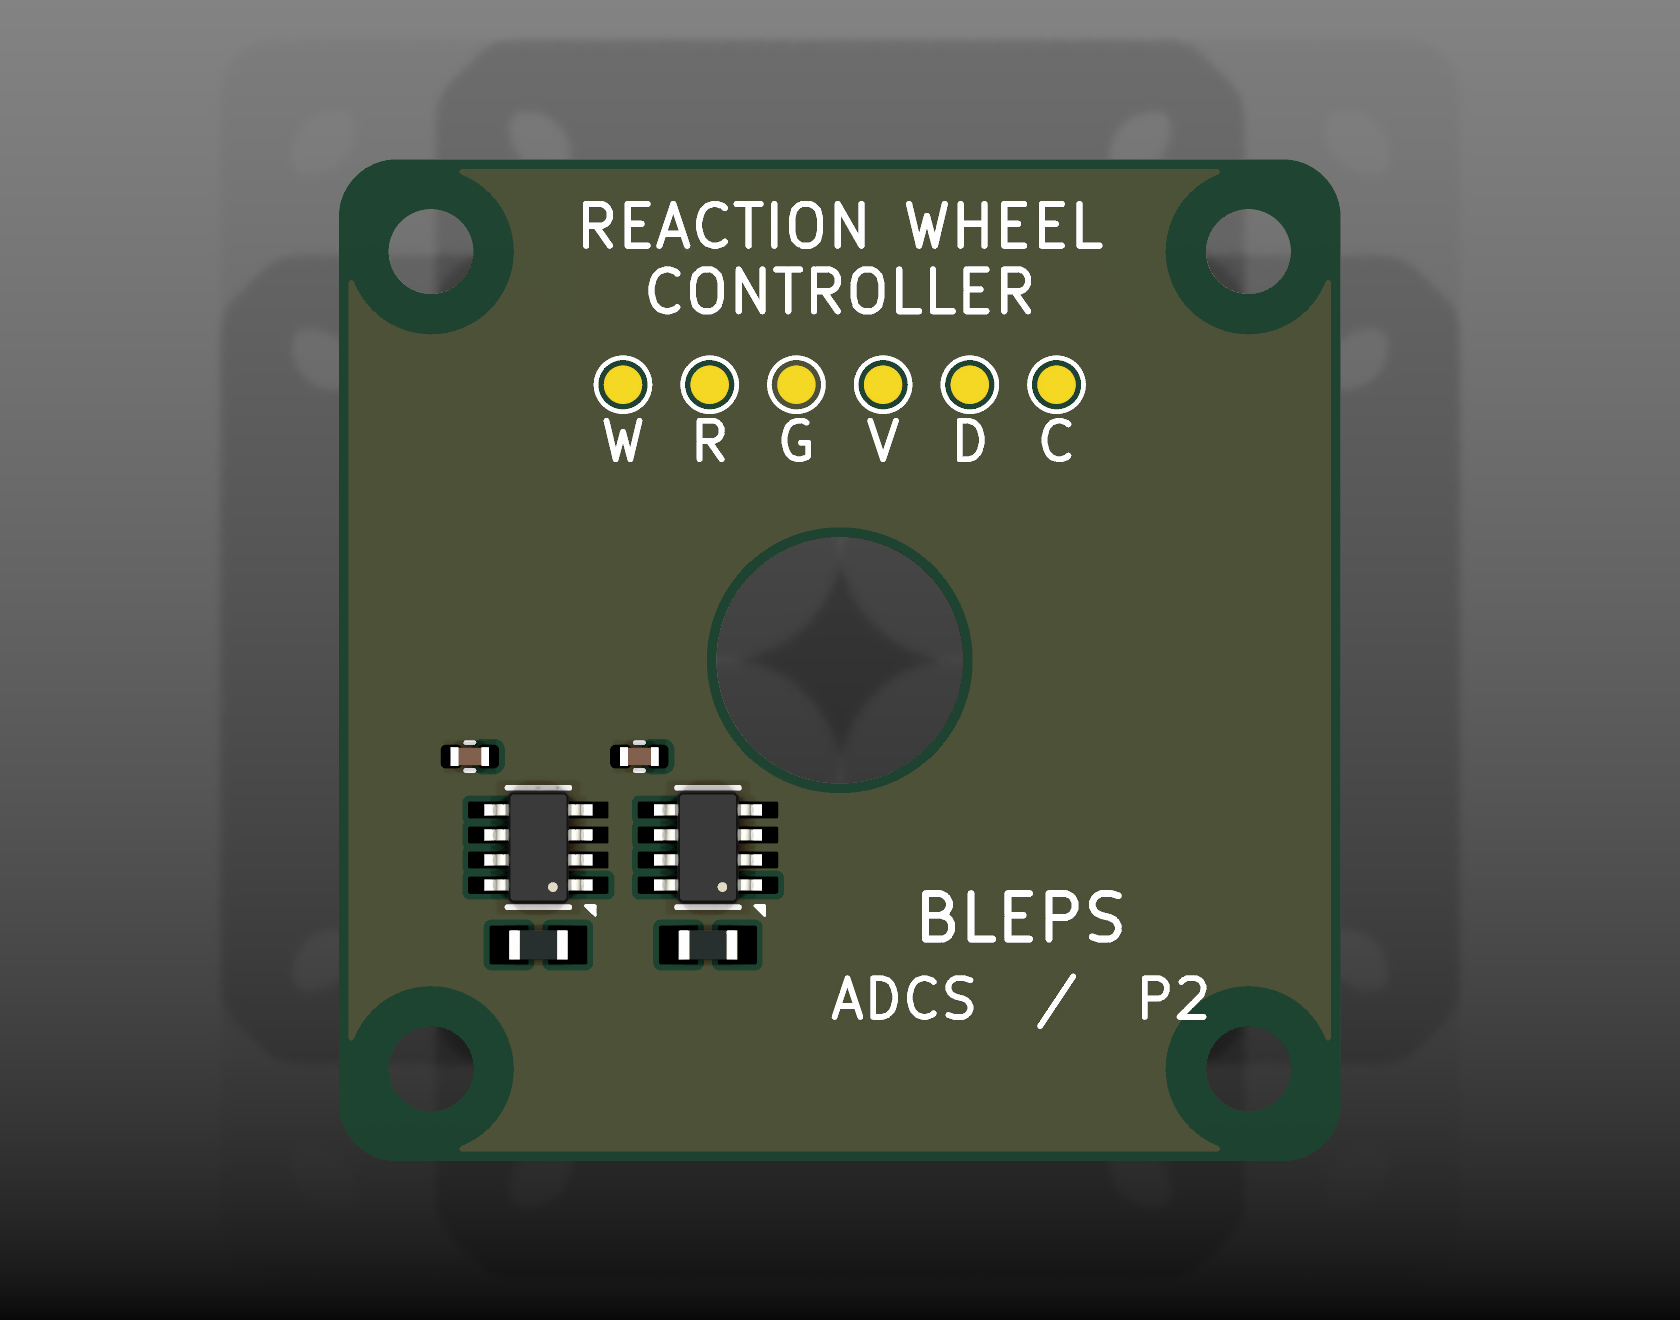 REACTION WHEEL
CONTROLLER
W R G V D C
BLEPS
ADCS / P2